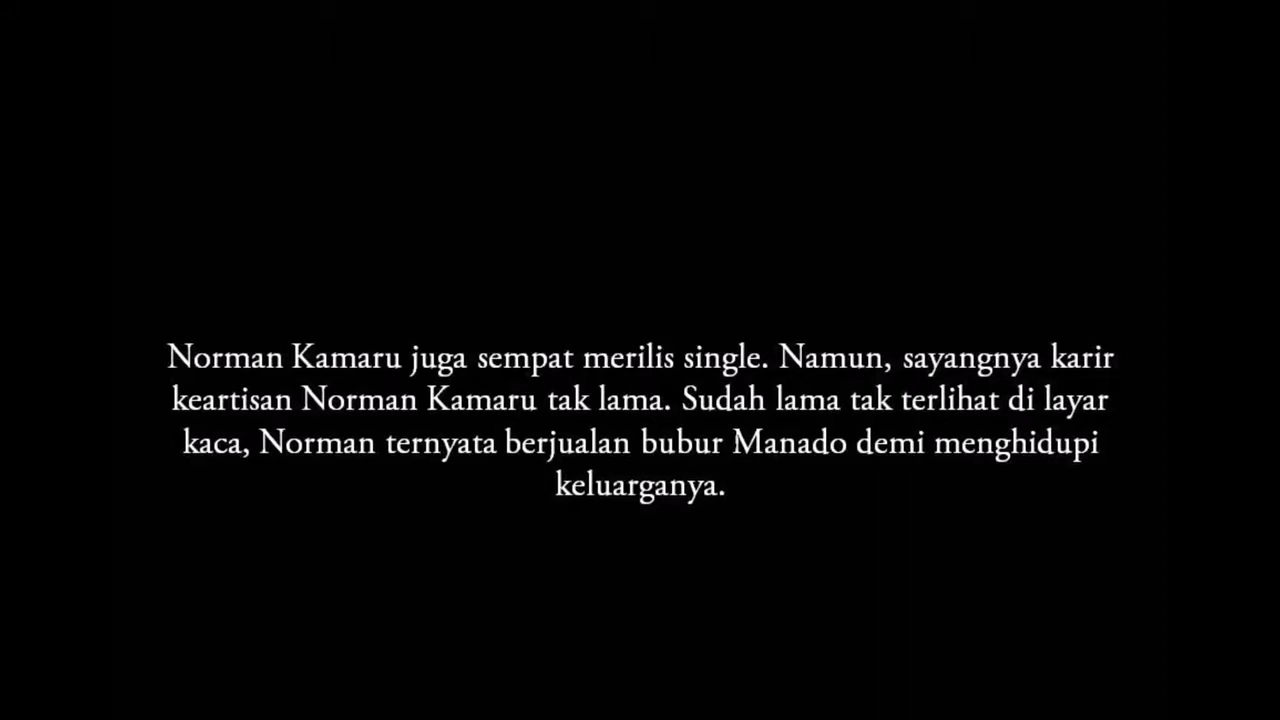 Norman Kamaru juga sempat merilis single. Namun, sayangnya karir
keartisan Norman Kamaru tak lama. Sudah lama tak terlihat di layar
kaca, Norman ternyata berjualan bubur Manado demi menghidupi
keluarganya.